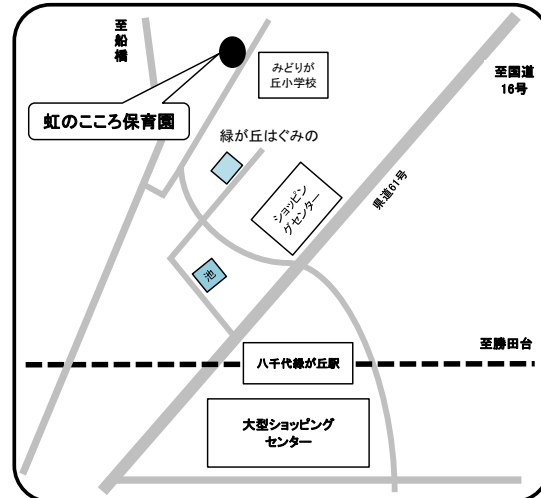 至
船
橋
みどりが
丘小学校
至国道
16号
虹のこころ保育園
緑が丘はぐみの
ショッピン
グセンター
県道61号
池
至勝田台
八千代緑が丘駅
大型ショッピング
センター